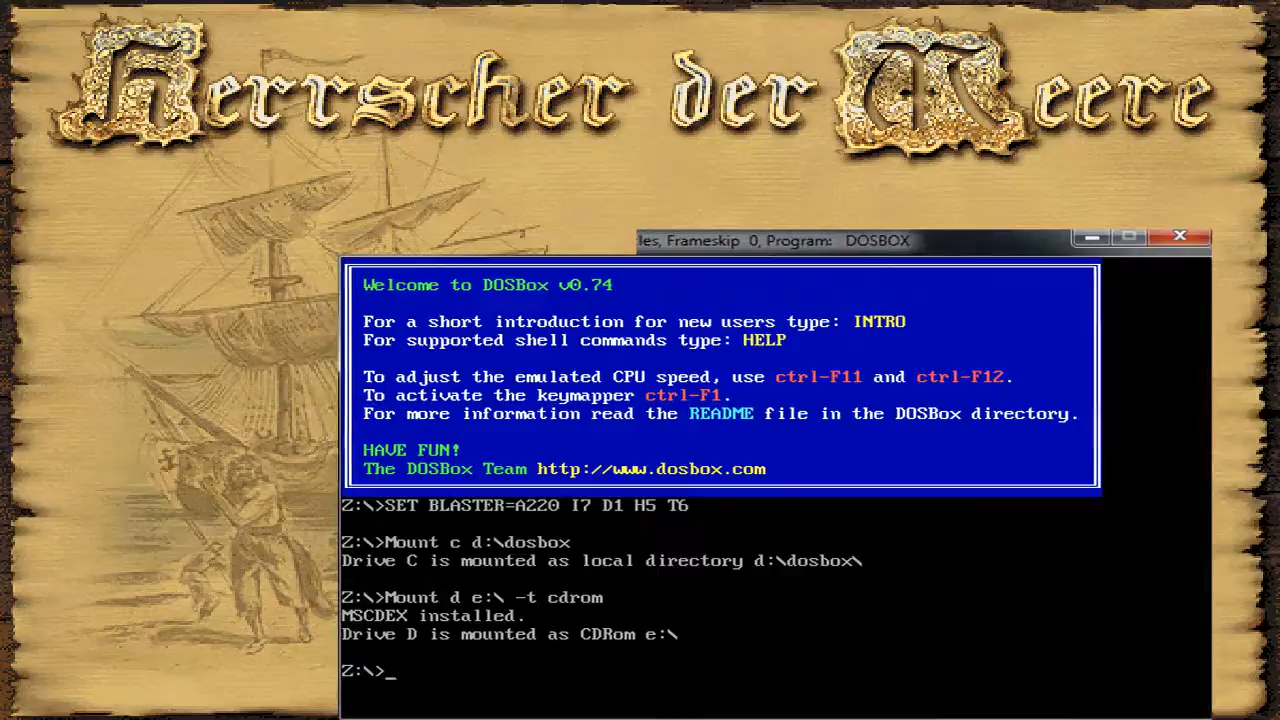 Herrscher der Meere
les, Frameskip 0, Program: DOSBOX
Welcome to DOSBox v0.74
For a short introduction for new users type: INTRO
For supported shell commands type: HELP
To adjust the emulated CPU speed, use ctrl-F11 and ctrl-F12.
To activate the keymapper ctrl-F1.
For more information read the README file in the DOSBox directory.
HAVE FUN!
The DOSBox Team http://www.dosbox.com
Z:\>SET BLASTER=A220 I7 D1 H5 T6
Z:\>Mount c d:\dosbox
Drive C is mounted as local directory d:\dosbox\
Z:\>Mount d e:\ -t cdrom
MSCDEX installed.
Drive D is mounted as CDRom e:\
Z:\>_